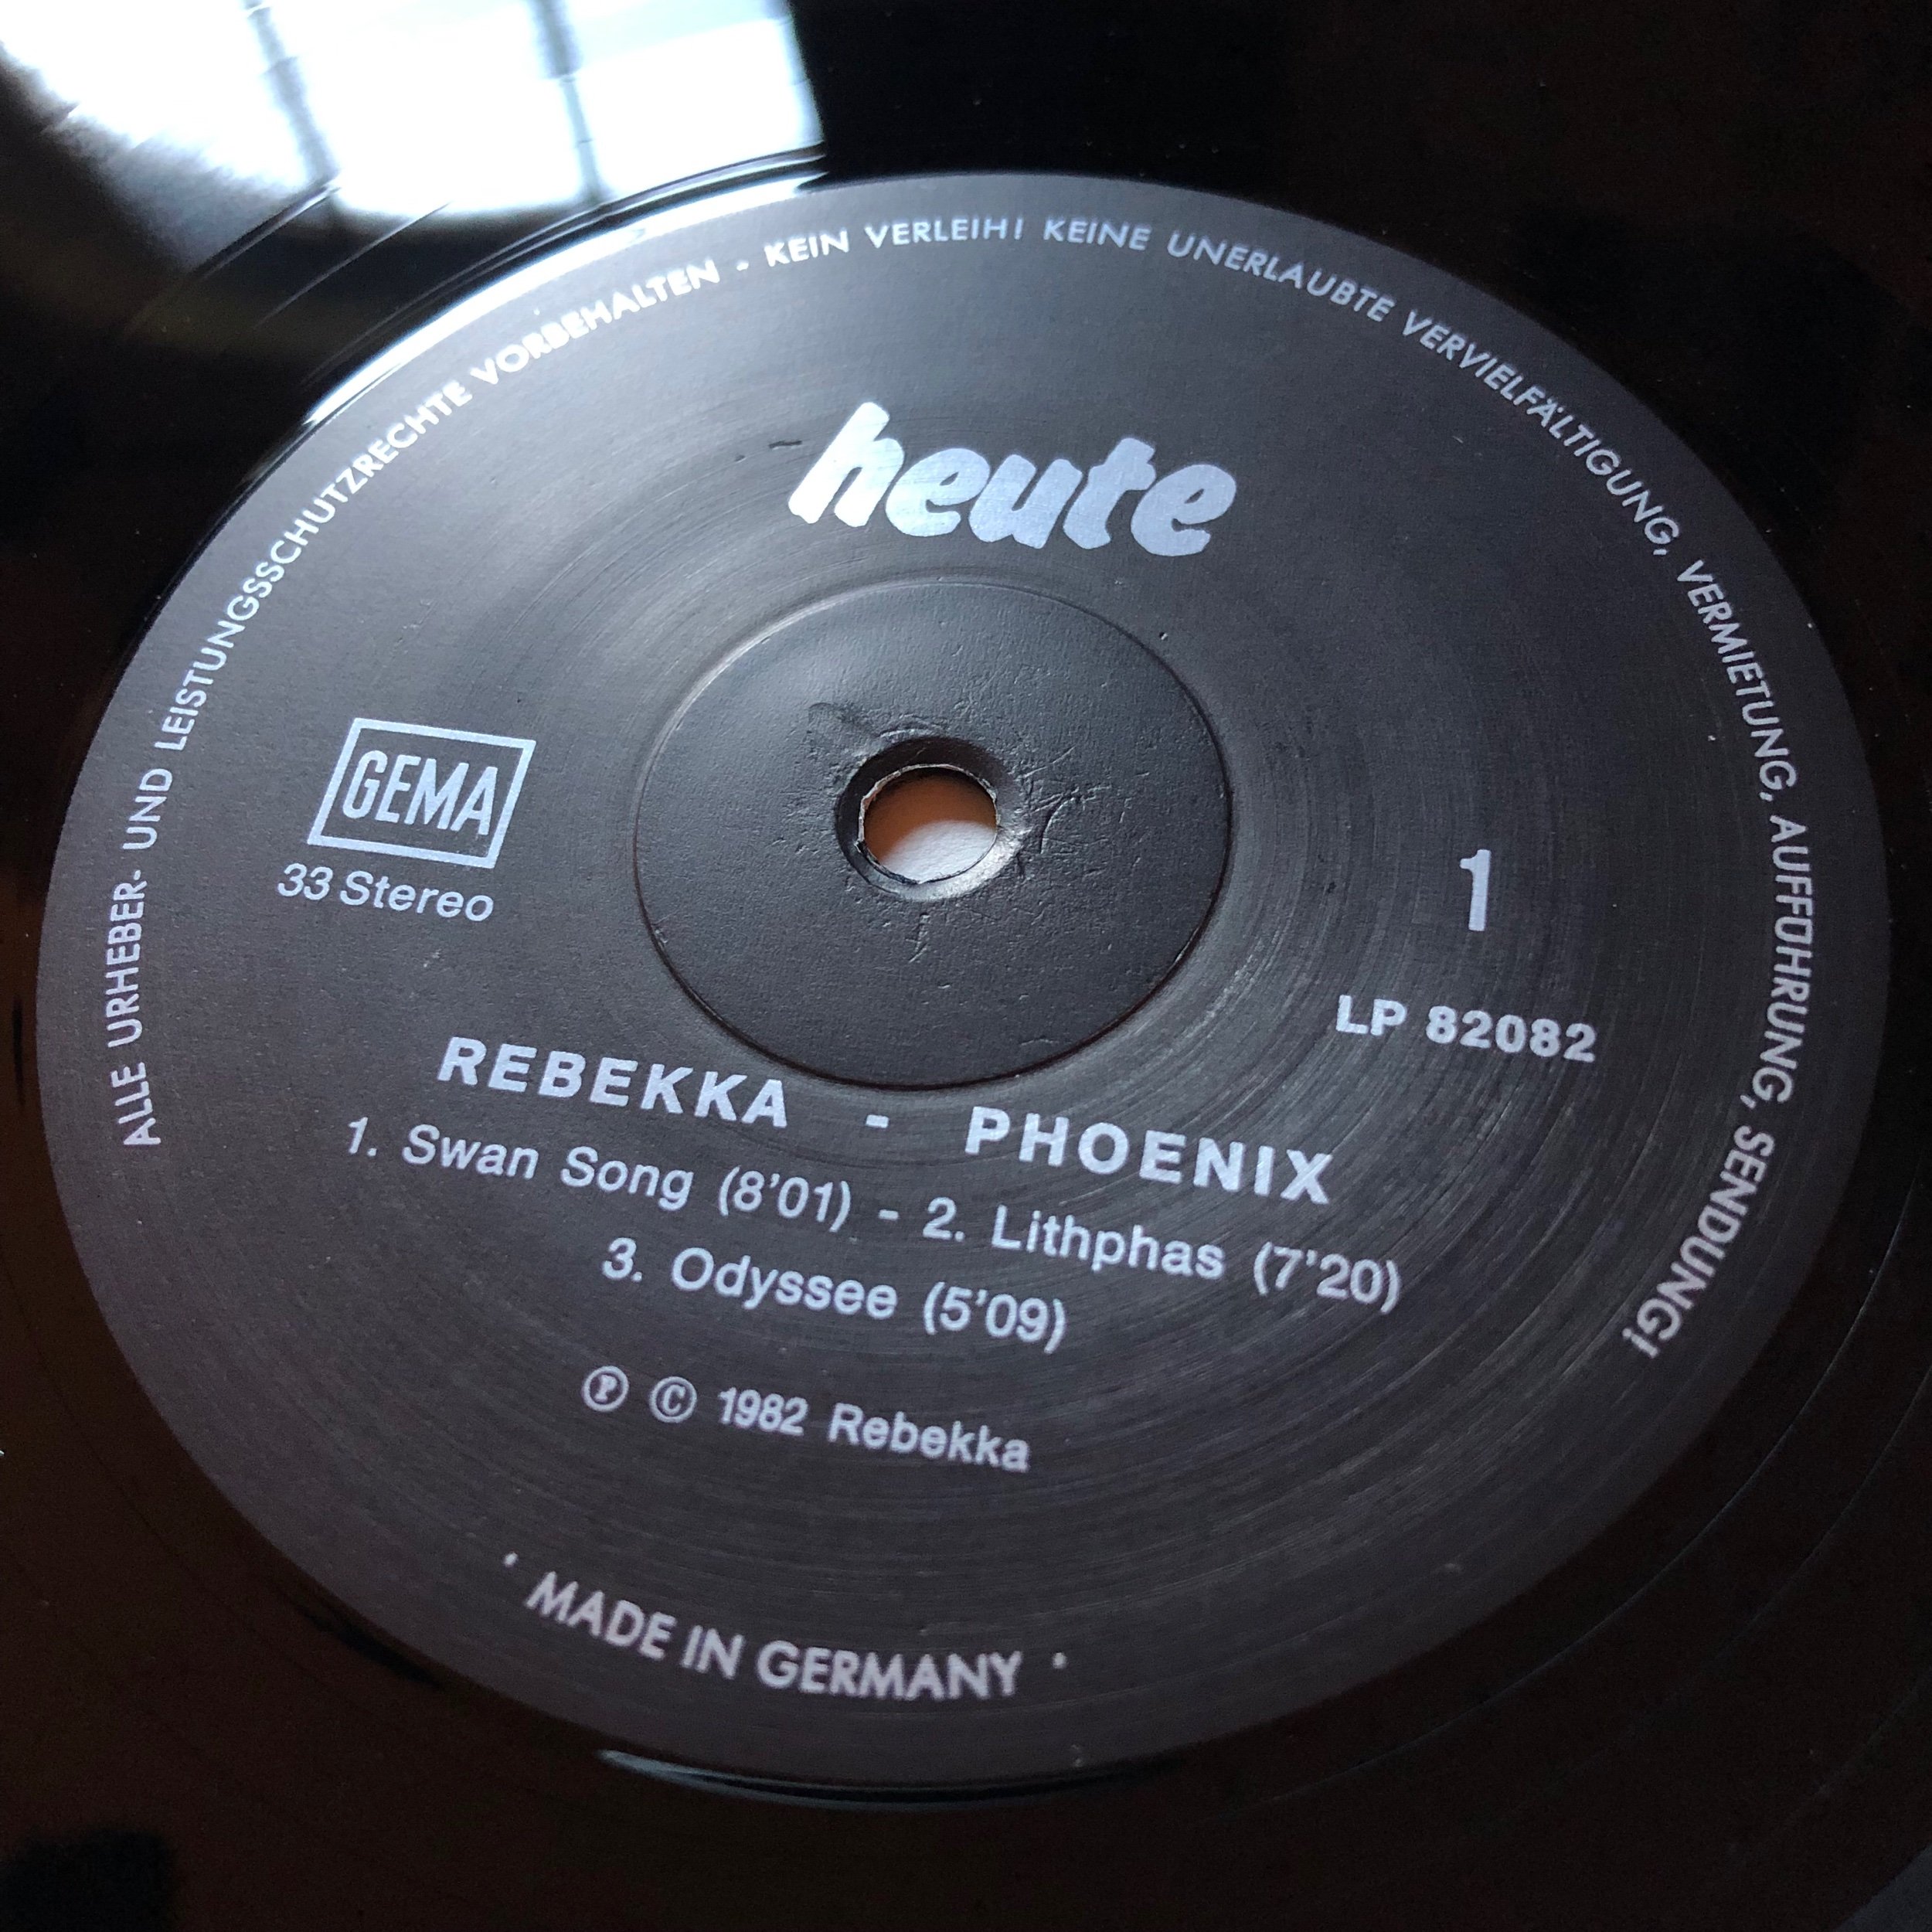 ALLE URHEBER- UND LEISTUNGSSCHUTZRECHTE VORBEHALTEN - KEIN VERLEIH! KEINE UNERLAUBTE VERVIELFÄLTIGUNG, VERMIETUNG, AUFFÜHRUNG, SENDUNG!
heute
GEMA
33 Stereo
1
LP 82082
REBEKKA - PHOENIX
1. Swan Song (8'01) - 2. Lithphas (7'20)
3. Odyssee (5'09)
Ⓟ © 1982 Rebekka
· MADE IN GERMANY ·